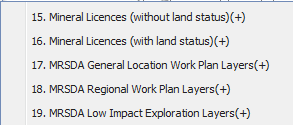 15. Mineral Licences (without land status)(+)
16. Mineral Licences (with land status)(+)
17. MRSDA General Location Work Plan Layers(+)
18. MRSDA Regional Work Plan Layers(+)
19. MRSDA Low Impact Exploration Layers(+)